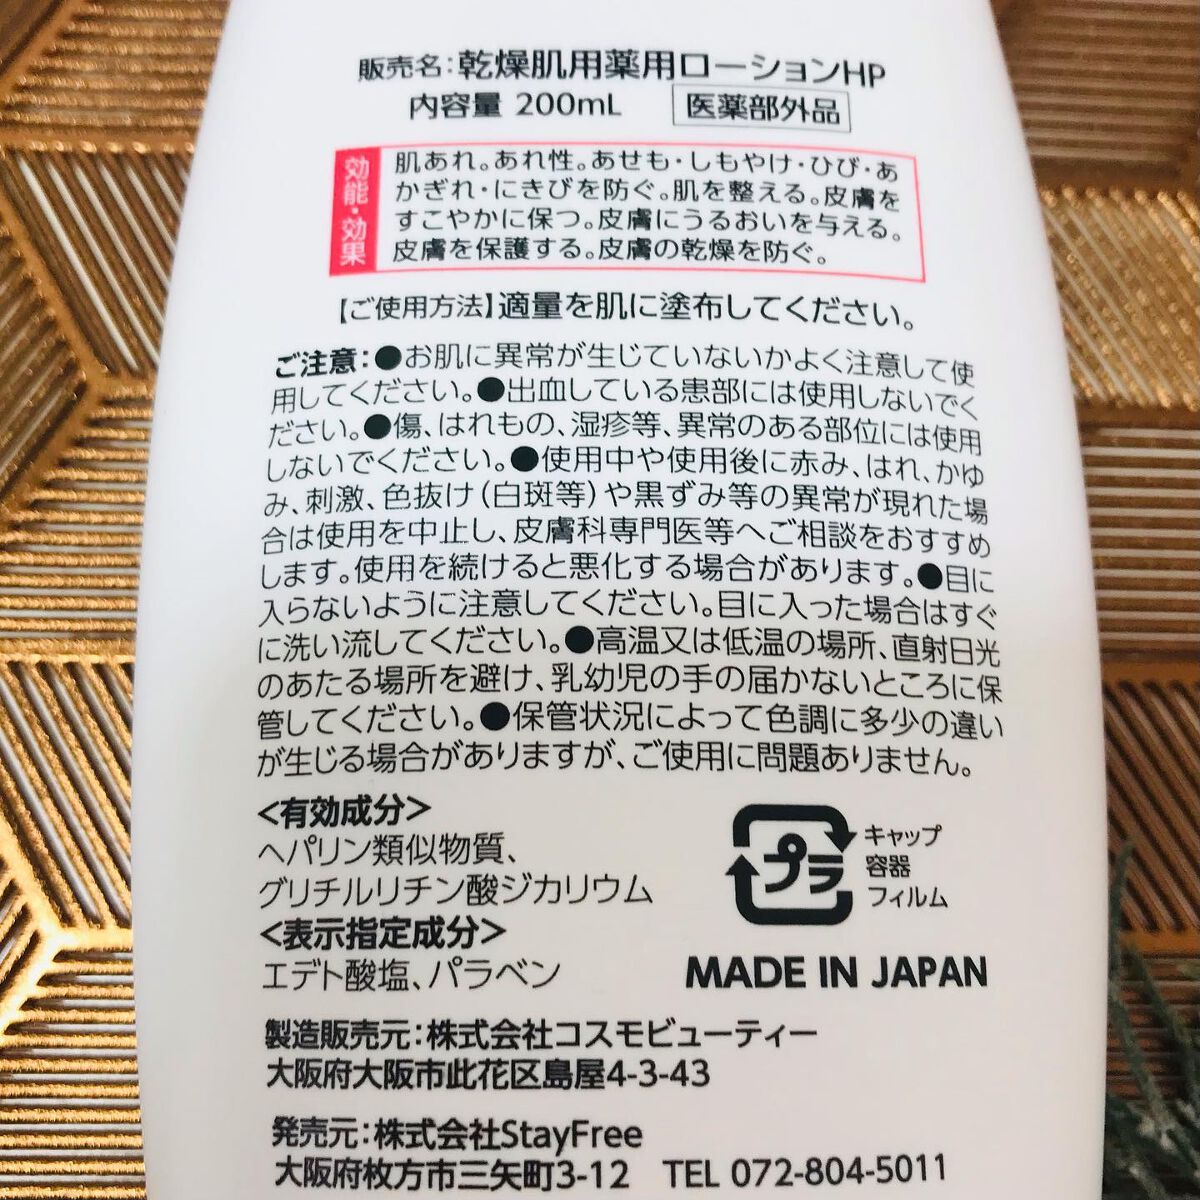 販売名：乾燥肌用薬用ローションHP
内容量 200mL 医薬部外品
効能・効果
肌あれ。あれ性。あせも・しもやけ・ひび・あ
かぎれ・にきびを防ぐ。肌を整える。皮膚を
すこやかに保つ。皮膚にうるおいを与える。
皮膚を保護する。皮膚の乾燥を防ぐ。
【ご使用方法】適量を肌に塗布してください。
ご注意：●お肌に異常が生じていないかよく注意して使
用してください。●出血している患部には使用しないでく
ださい。●傷、はれもの、湿疹等、異常のある部位には使用
しないでください。●使用中や使用後に赤み、はれ、かゆ
み、刺激、色抜け（白斑等）や黒ずみ等の異常が現れた場
合は使用を中止し、皮膚科専門医等へご相談をおすすめ
します。使用を続けると悪化する場合があります。●目に
入らないように注意してください。目に入った場合はすぐ
に洗い流してください。●高温又は低温の場所、直射日光
のあたる場所を避け、乳幼児の手の届かないところに保
管してください。●保管状況によって色調に多少の違い
が生じる場合がありますが、ご使用に問題ありません。
<有効成分>
ヘパリン類似物質、
グリチルリチン酸ジカリウム
<表示指定成分>
エデト酸塩、パラベン
プラ
キャップ
容器
フィルム
MADE IN JAPAN
製造販売元：株式会社コスモビューティー
大阪府大阪市此花区島屋4-3-43
発売元：株式会社StayFree
大阪府枚方市三矢町3-12 TEL 072-804-5011